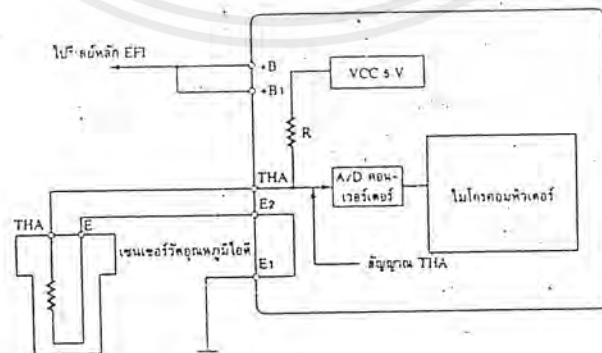 ไปรีเลย์หลัก EFI
+B
+B1
VCC 5 V
R
THA
A/D คอน-
เวอร์เตอร์
ไมโครคอมพิวเตอร์
E2
THA
E
เซนเซอร์วัดอุณหภูมิไอดี
สัญญาณ THA
E1